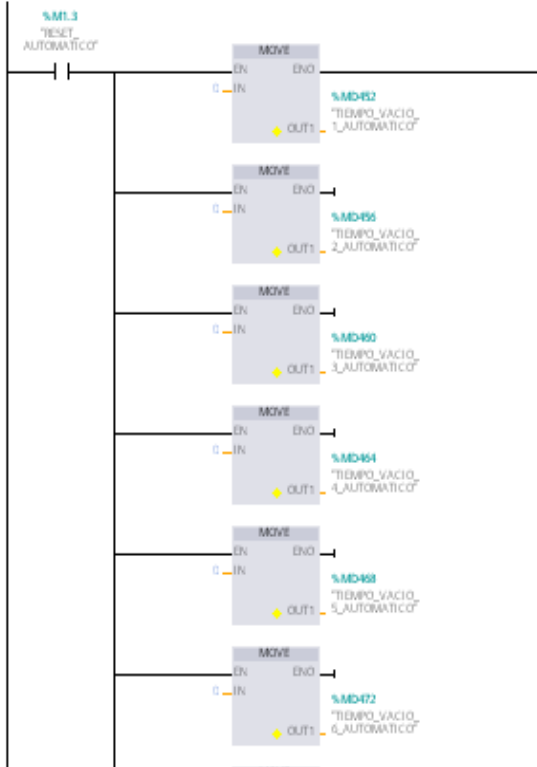 %M1.3
"RESET_
AUTOMATICO"
MOVE
EN ENO
0 IN
%MD452
"TIEMPO_VACIO_
OUT1 1_AUTOMATICO"
MOVE
EN ENO
0 IN
%MD456
"TIEMPO_VACIO_
OUT1 2_AUTOMATICO"
MOVE
EN ENO
0 IN
%MD460
"TIEMPO_VACIO_
OUT1 3_AUTOMATICO"
MOVE
EN ENO
0 IN
%MD464
"TIEMPO_VACIO_
OUT1 4_AUTOMATICO"
MOVE
EN ENO
0 IN
%MD468
"TIEMPO_VACIO_
OUT1 5_AUTOMATICO"
MOVE
EN ENO
0 IN
%MD472
"TIEMPO_VACIO_
OUT1 6_AUTOMATICO"